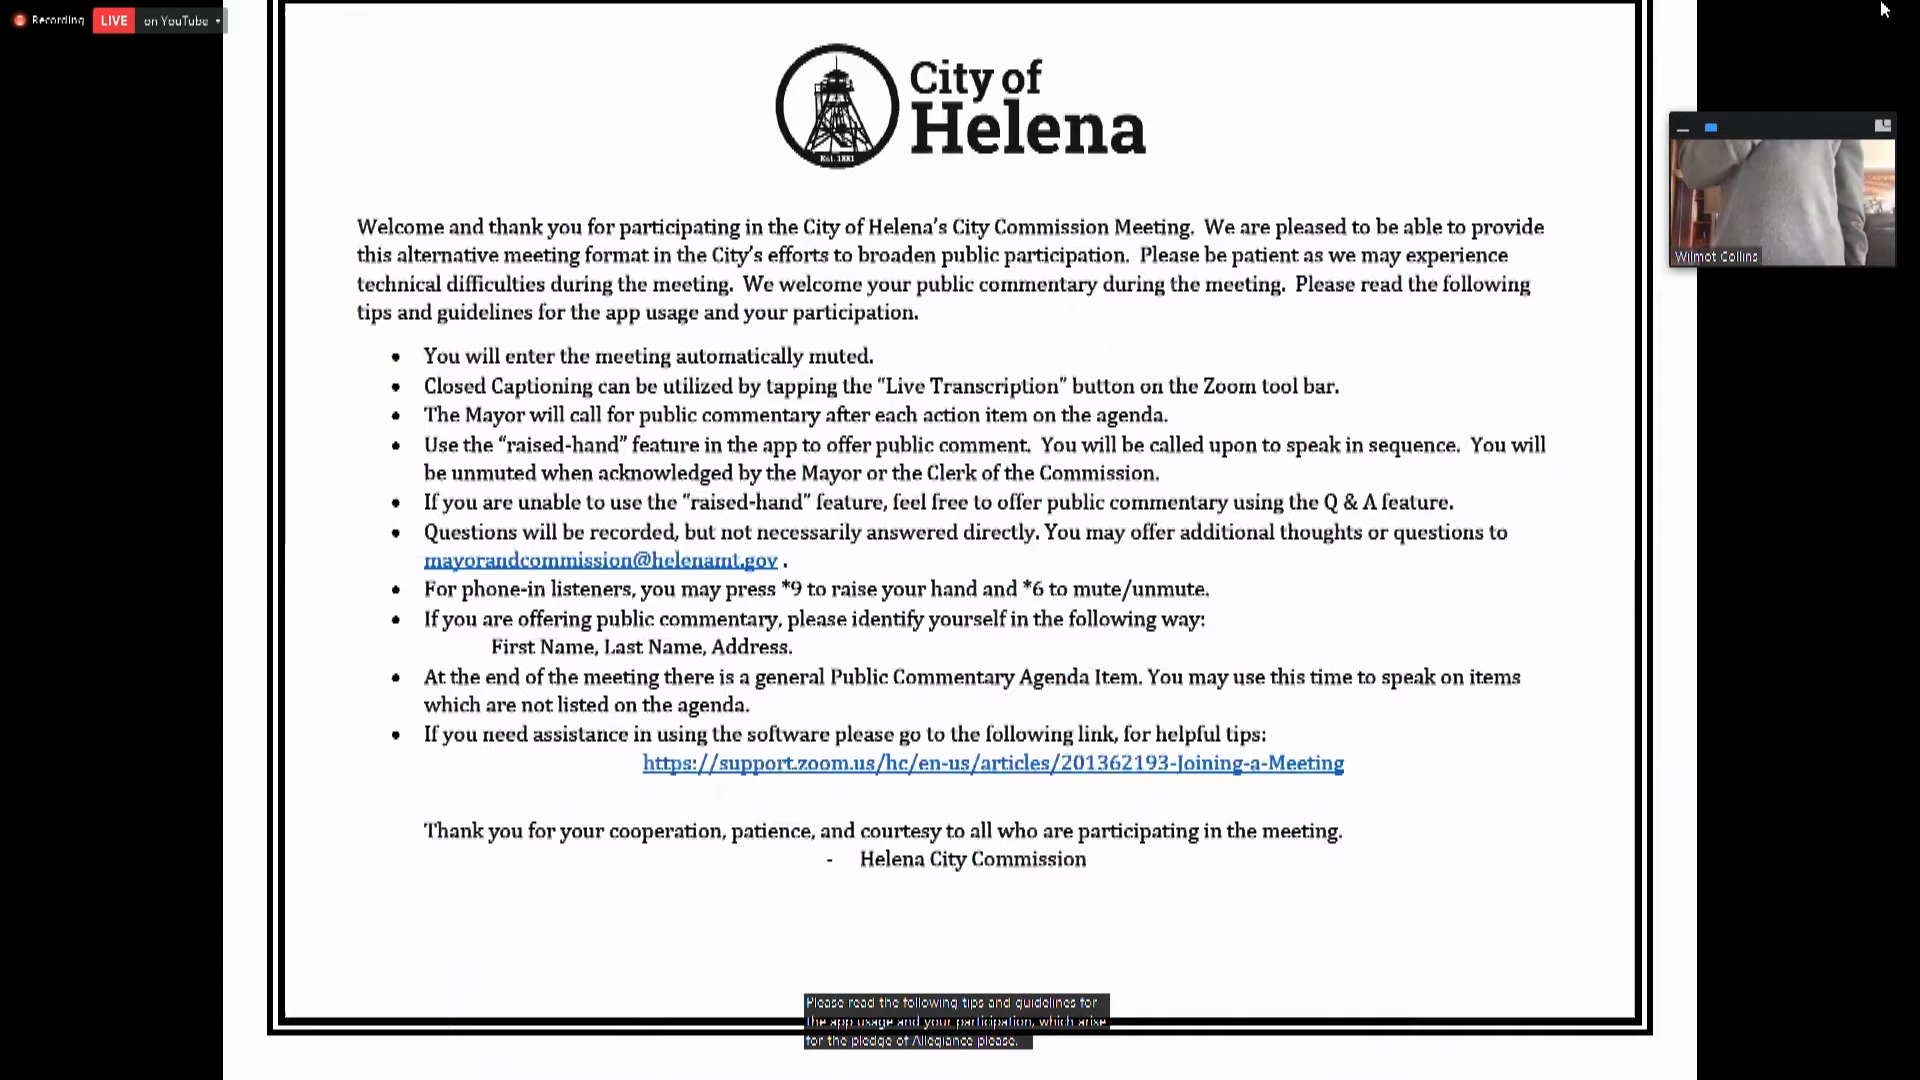 Recording
LIVE on YouTube
City of
Helena
Est. 1881
Welcome and thank you for participating in the City of Helena’s City Commission Meeting.  We are pleased to be able to provide
this alternative meeting format in the City’s efforts to broaden public participation.  Please be patient as we may experience
technical difficulties during the meeting.  We welcome your public commentary during the meeting.  Please read the following
tips and guidelines for the app usage and your participation.
• You will enter the meeting automatically muted.
• Closed Captioning can be utilized by tapping the “Live Transcription” button on the Zoom tool bar.
• The Mayor will call for public commentary after each action item on the agenda.
• Use the “raised-hand” feature in the app to offer public comment.  You will be called upon to speak in sequence.  You will
be unmuted when acknowledged by the Mayor or the Clerk of the Commission.
• If you are unable to use the “raised-hand” feature, feel free to offer public commentary using the Q & A feature.
• Questions will be recorded, but not necessarily answered directly. You may offer additional thoughts or questions to
mayorandcommission@helenamt.gov .
• For phone-in listeners, you may press *9 to raise your hand and *6 to mute/unmute.
• If you are offering public commentary, please identify yourself in the following way:
First Name, Last Name, Address.
• At the end of the meeting there is a general Public Commentary Agenda Item. You may use this time to speak on items
which are not listed on the agenda.
• If you need assistance in using the software please go to the following link, for helpful tips:
https://support.zoom.us/hc/en-us/articles/201362193-Joining-a-Meeting
Thank you for your cooperation, patience, and courtesy to all who are participating in the meeting.
- Helena City Commission
Wilmot Collins
Please read the following tips and guidelines for
the app usage and your participation, which arise
for the pledge of Allegiance please.